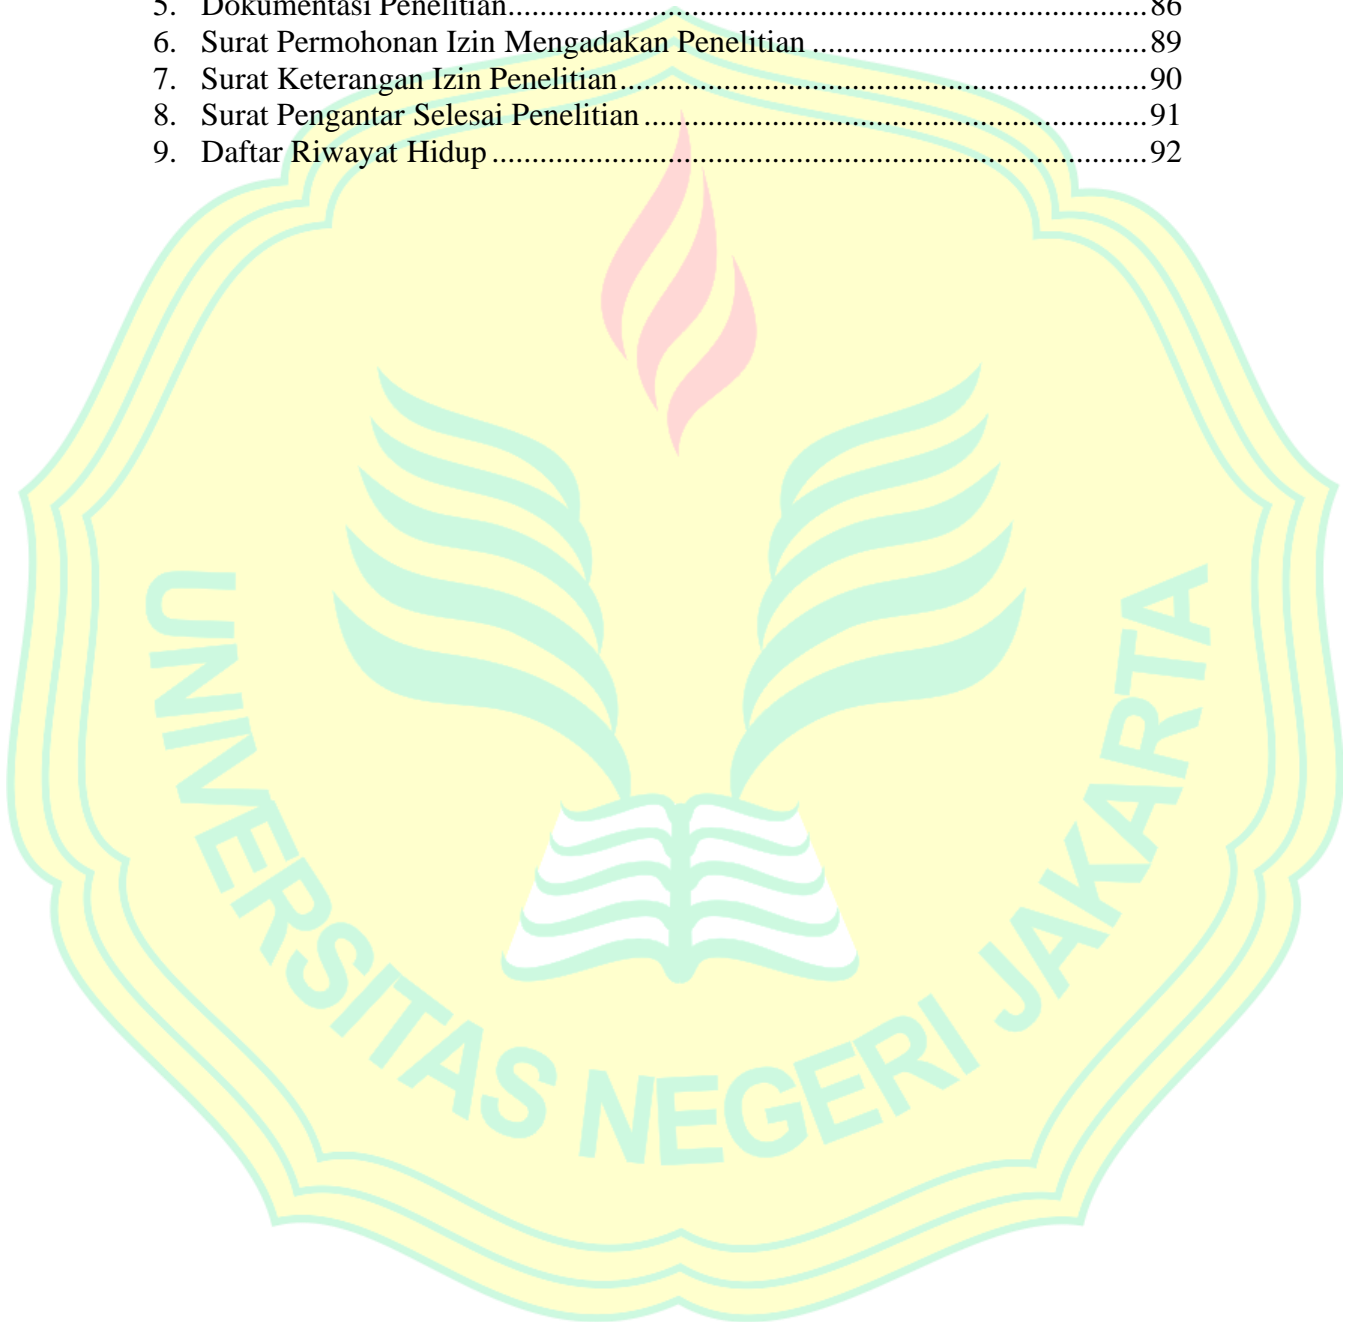 5. Dokumentasi Penelitian........................................................................86
6. Surat Permohonan Izin Mengadakan Penelitian ..........................................89
7. Surat Keterangan Izin Penelitian..................................................................90
8. Surat Pengantar Selesai Penelitian ...............................................................91
9. Daftar Riwayat Hidup ..................................................................................92
UNIVERSITAS NEGERI JAKARTA